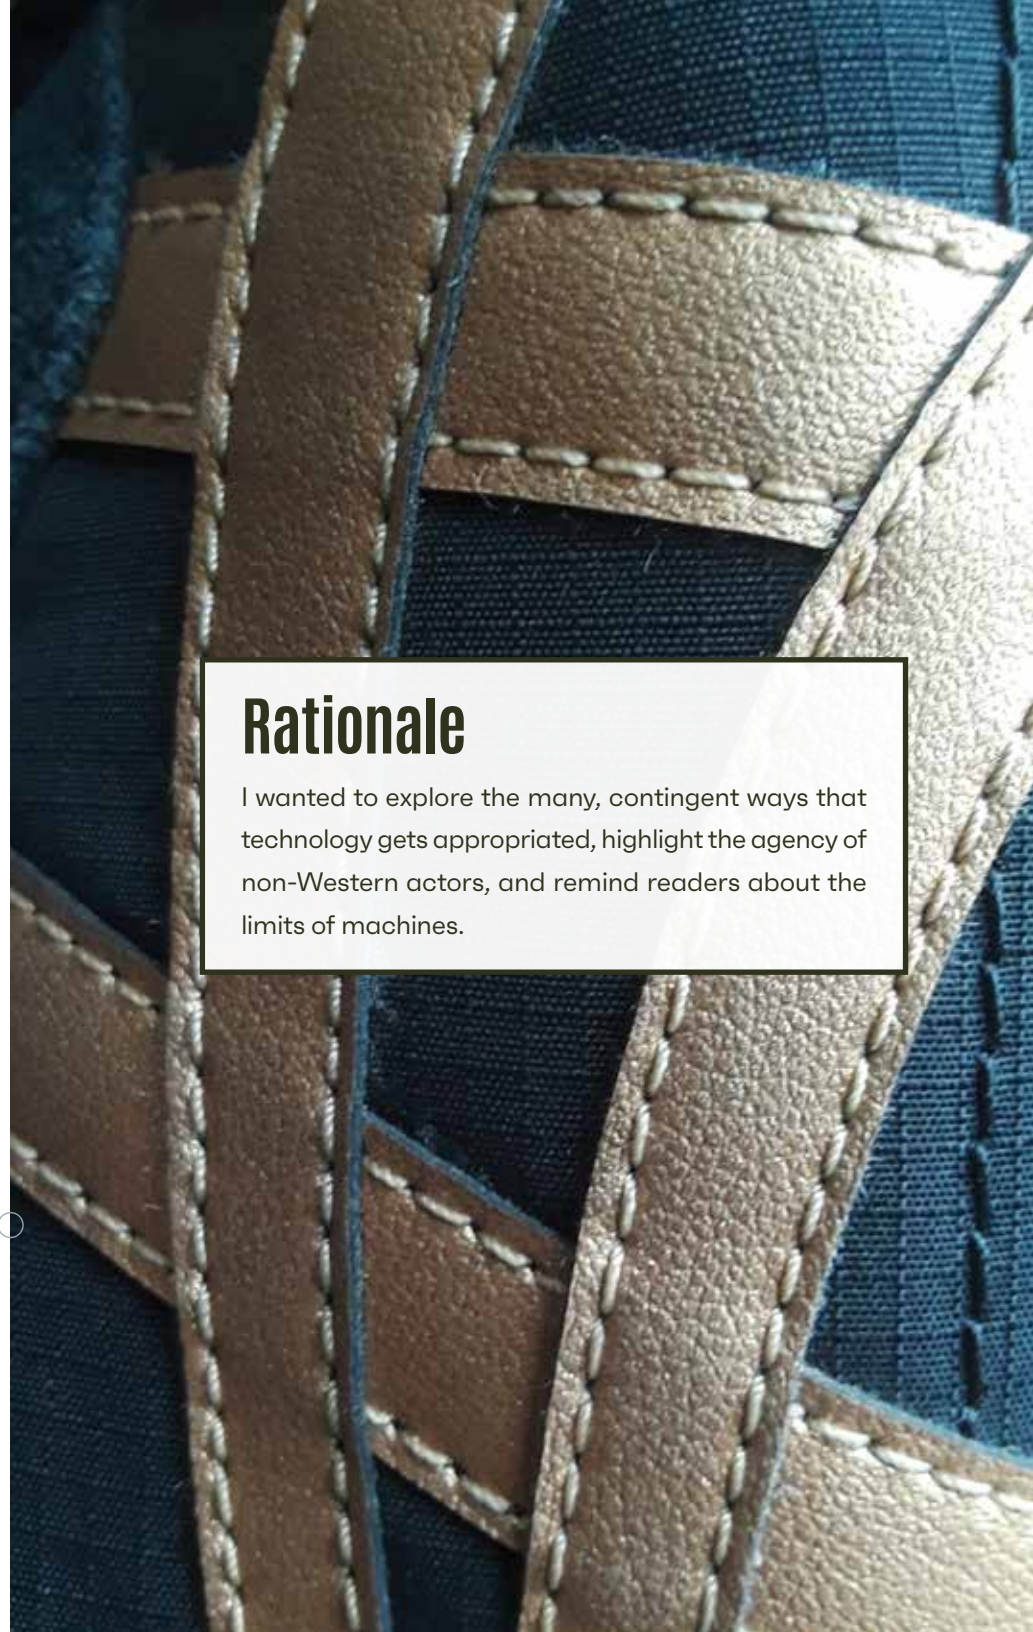 Rationale
I wanted to explore the many, contingent ways that
technology gets appropriated, highlight the agency of
non-Western actors, and remind readers about the
limits of machines.